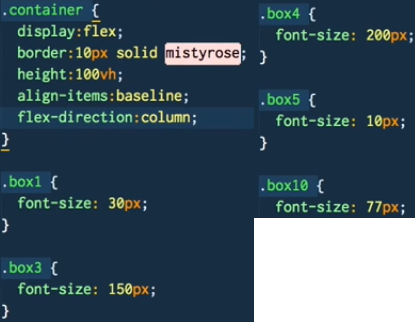 .container {
  display:flex;
  border:10px solid mistyrose;
  height:100vh;
  align-items:baseline;
  flex-direction:column;
}
.box1 {
  font-size: 30px;
}
.box3 {
  font-size: 150px;
}
.box4 {
  font-size: 200px;
}
.box5 {
  font-size: 10px;
}
.box10 {
  font-size: 77px;